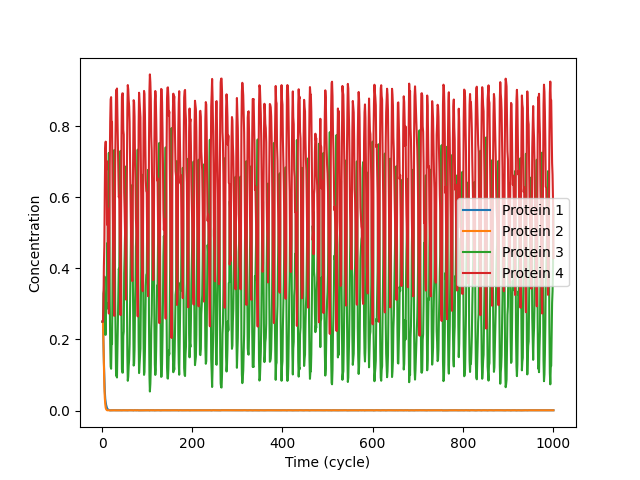 0.8
0.6
0.4
0.2
0.0
Concentration
0
200
400
600
800
1000
Time (cycle)
Protein 1
Protein 2
Protein 3
Protein 4